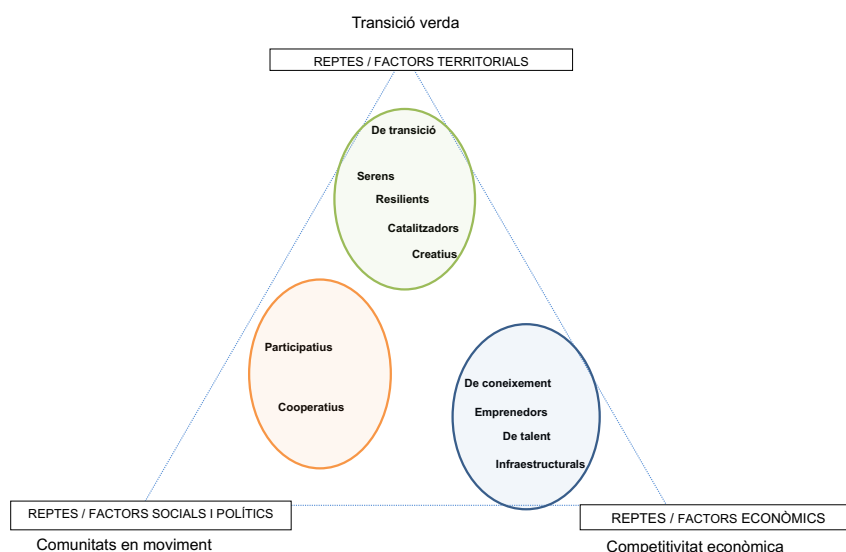 Transició verda
REPTES / FACTORS TERRITORIALS
De transició
Serens
Resilients
Catalitzadors
Creatius
Participatius
Cooperatius
De coneixement
Emprenedors
De talent
Infraestructurals
REPTES / FACTORS SOCIALS I POLÍTICS
REPTES / FACTORS ECONÒMICS
Comunitats en moviment
Competitivitat econòmica